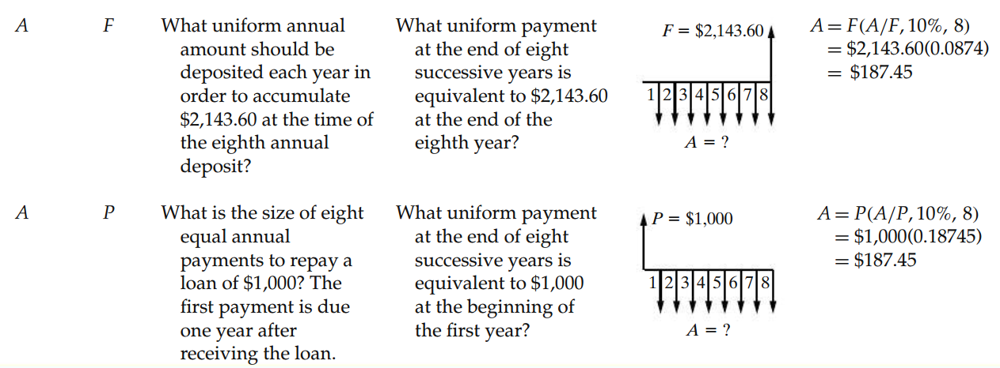 A
F
What uniform annual
amount should be
deposited each year in
order to accumulate
$2,143.60 at the time of
the eighth annual
deposit?
What uniform payment
at the end of eight
successive years is
equivalent to $2,143.60
at the end of the
eighth year?
F = $2,143.60
1 2 3 4 5 6 7 8
A = ?
A = F(A/F, 10%, 8)
= $2,143.60(0.0874)
= $187.45
A
P
What is the size of eight
equal annual
payments to repay a
loan of $1,000? The
first payment is due
one year after
receiving the loan.
What uniform payment
at the end of eight
successive years is
equivalent to $1,000
at the beginning of
the first year?
P = $1,000
1 2 3 4 5 6 7 8
A = ?
A = P(A/P, 10%, 8)
= $1,000(0.18745)
= $187.45